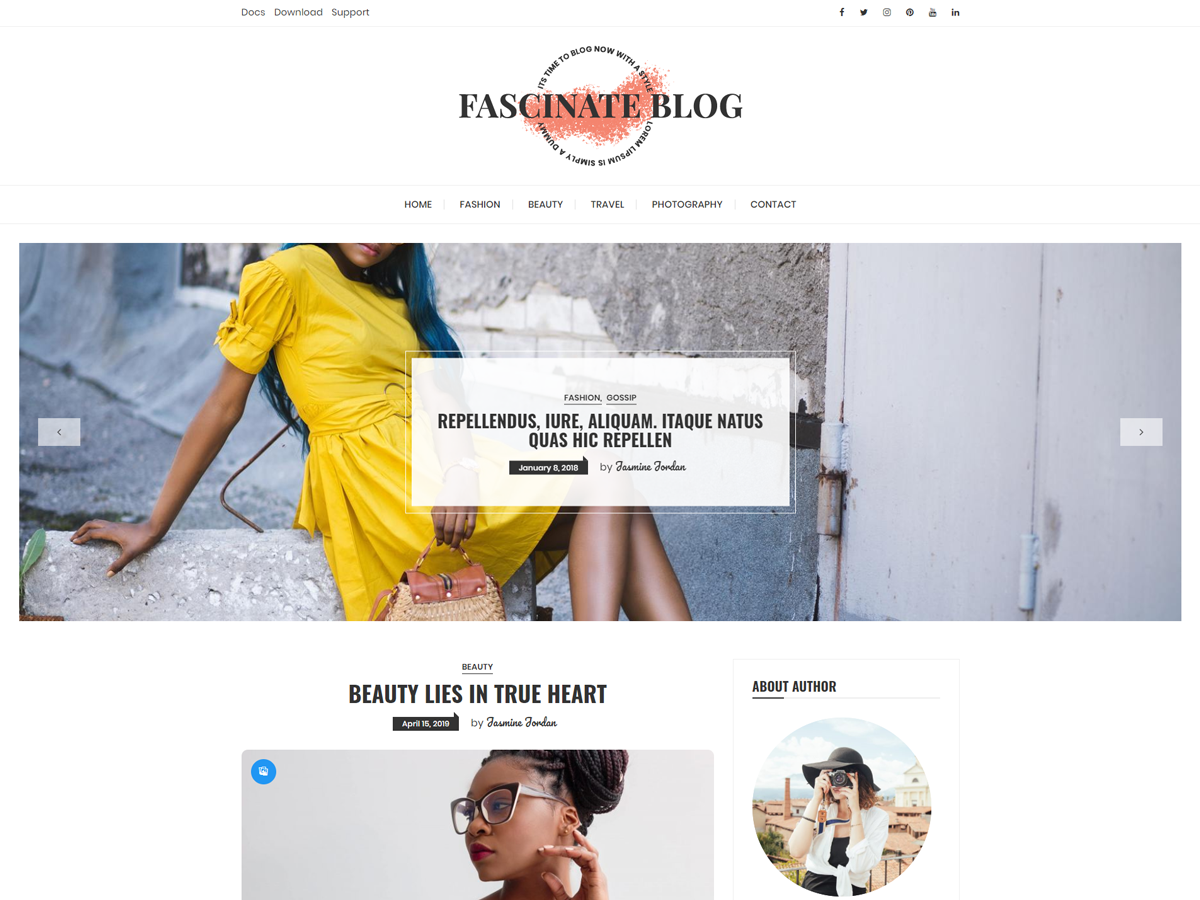 Docs Download Support
ITS TIME TO BLOG NOW WITH A STYLE
FASCINATE BLOG
LOREM LIPSUM IS SIMPLY A DUMMY
HOME FASHION BEAUTY TRAVEL PHOTOGRAPHY CONTACT
FASHION, GOSSIP
REPELLENDUS, IURE, ALIQUAM. ITAQUE NATUS
QUAS HIC REPELLEN
January 8, 2018 by Jasmine Jordan
BEAUTY
BEAUTY LIES IN TRUE HEART
April 15, 2019 by Jasmine Jordan
ABOUT AUTHOR